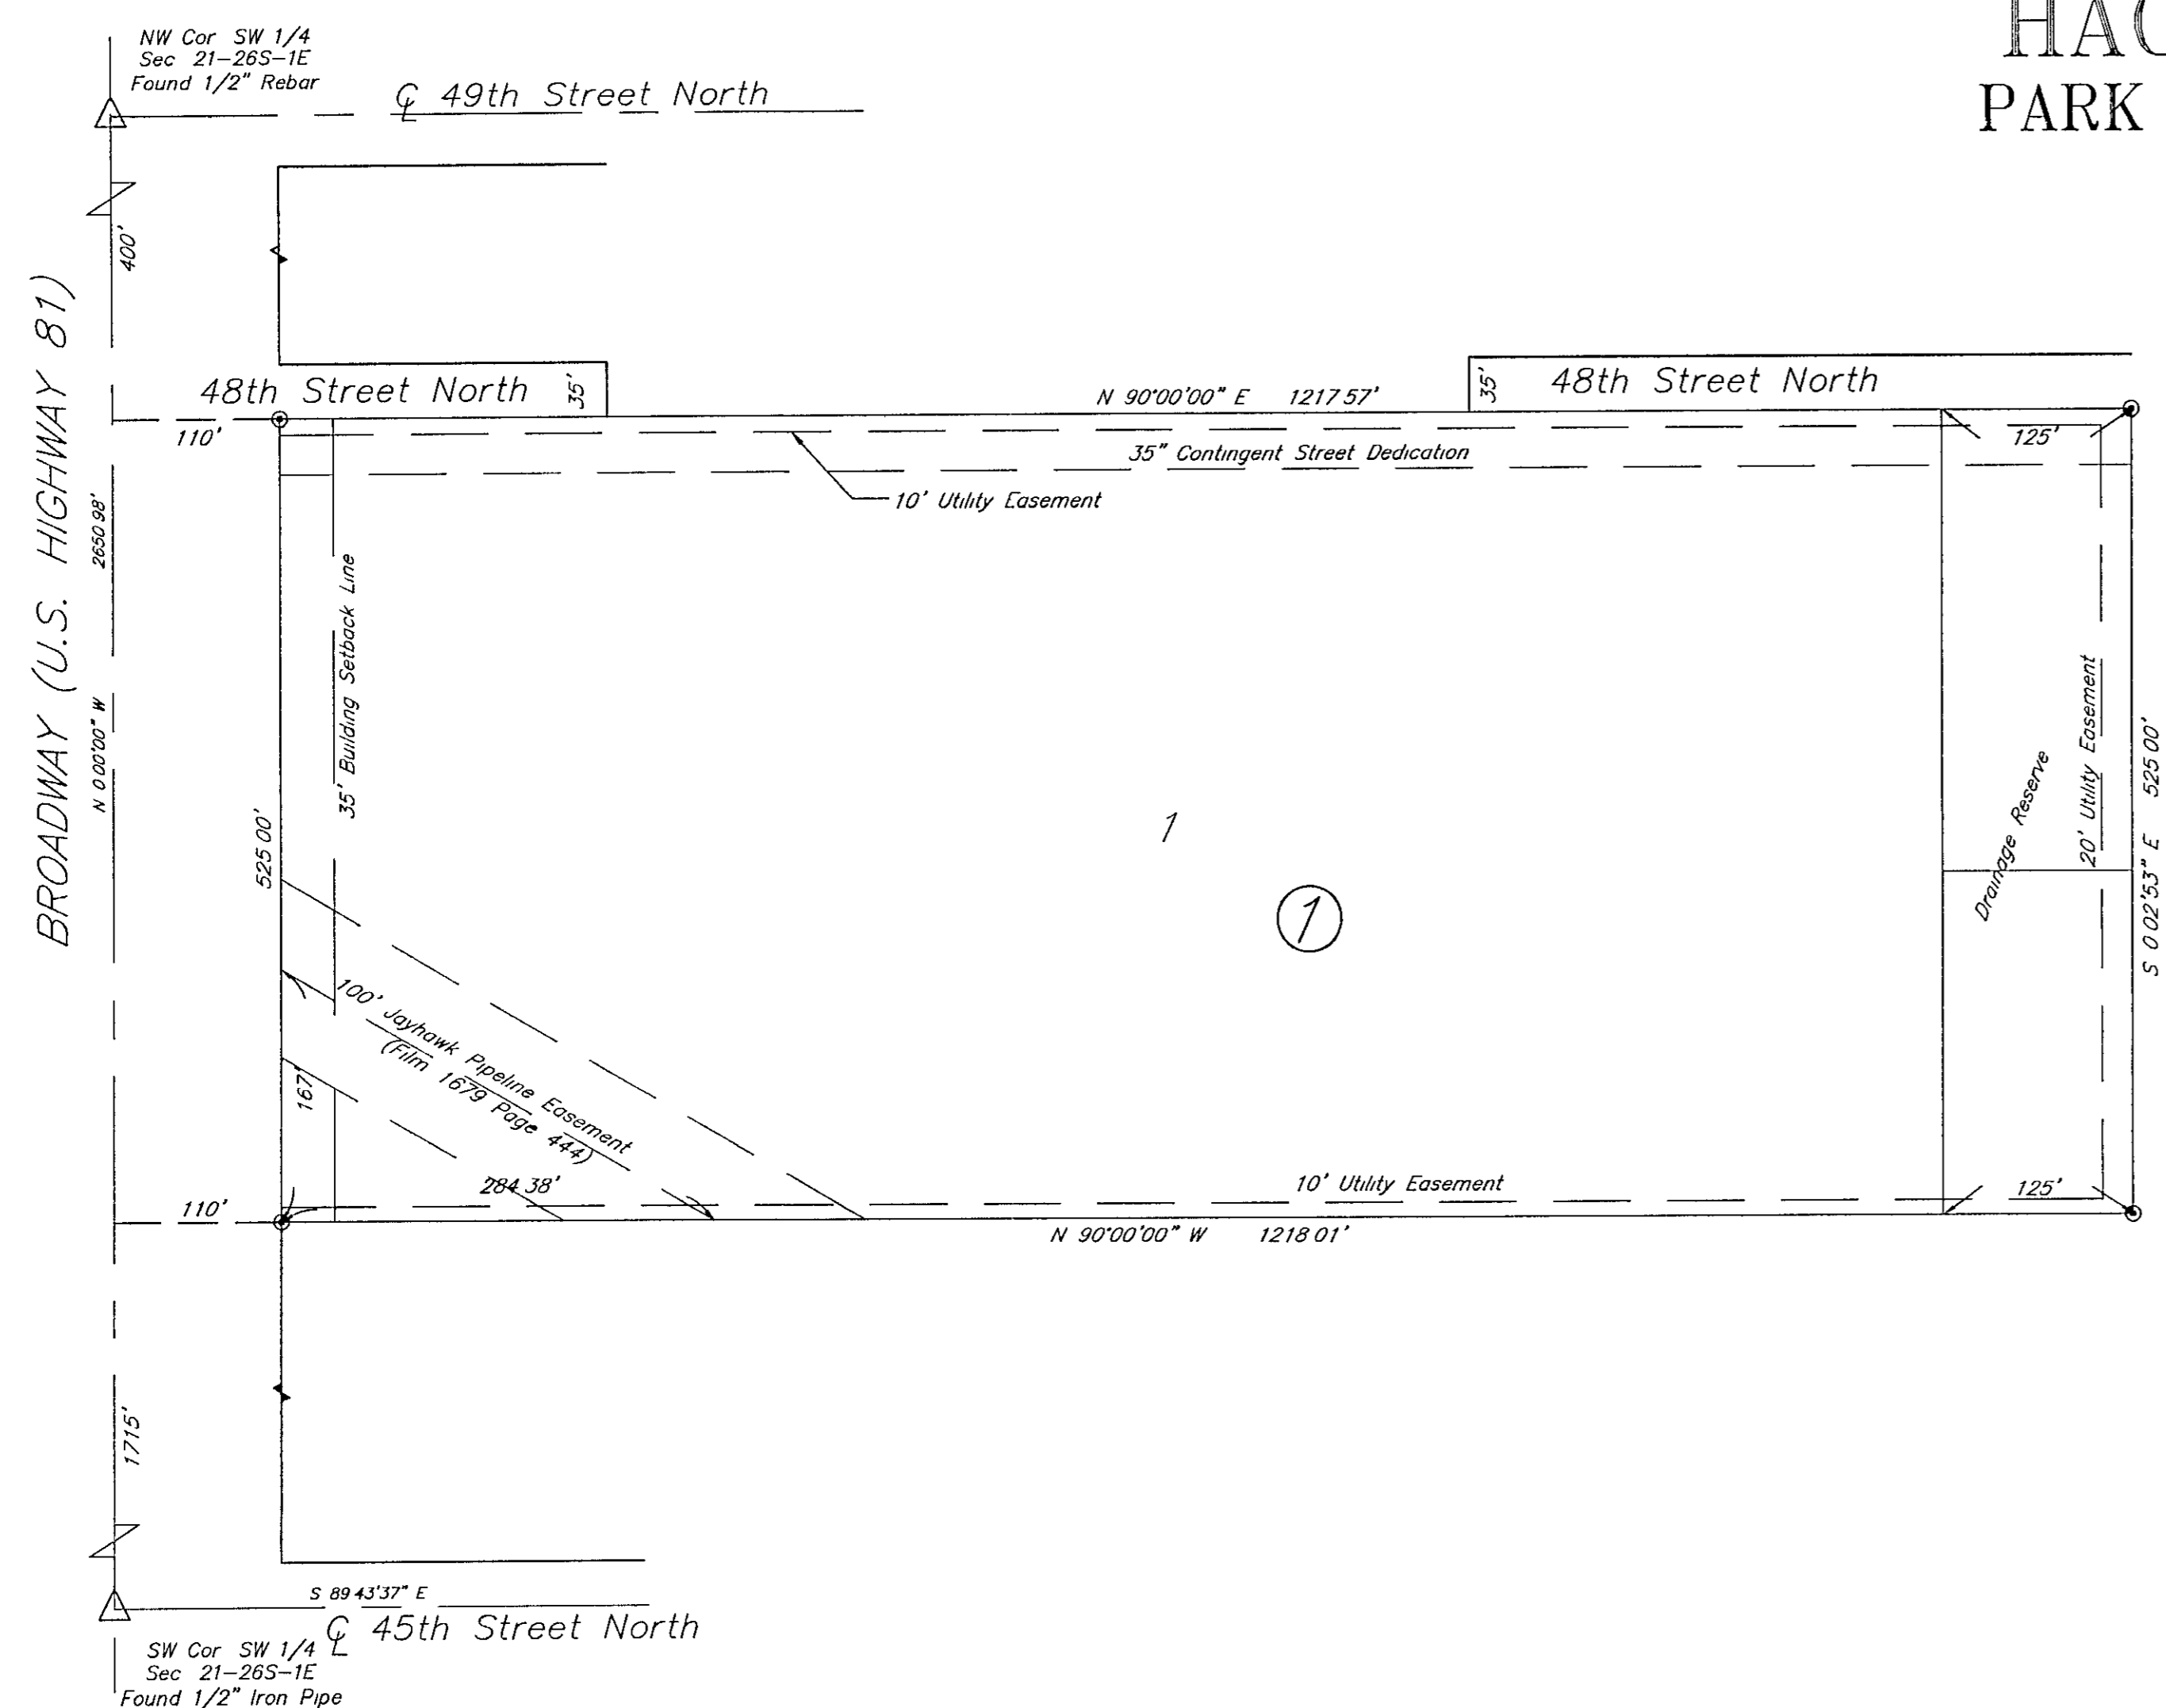 HAC
PARK
NW Cor SW 1/4
Sec 21-26S-1E
Found 1/2" Rebar
℄ 49th Street North
400'
BROADWAY (U.S. HIGHWAY 81)
48th Street North
35'
N 90°00'00" E 1217 57'
35'
48th Street North
110'
125'
35" Contingent Street Dedication
10' Utility Easement
2650 98'
N 0 00'00" W
35' Building Setback Line
525 00'
1
1
Drainage Reserve
20' Utility Easement
S 0 02'53" E 525 00'
100' Jayhawk Pipeline Easement
(Film 1679 Page 444)
167'
284 38'
10' Utility Easement
125'
110'
N 90°00'00" W 1218 01'
1715'
S 89 43'37" E
℄ 45th Street North
SW Cor SW 1/4
Sec 21-26S-1E
Found 1/2" Iron Pipe